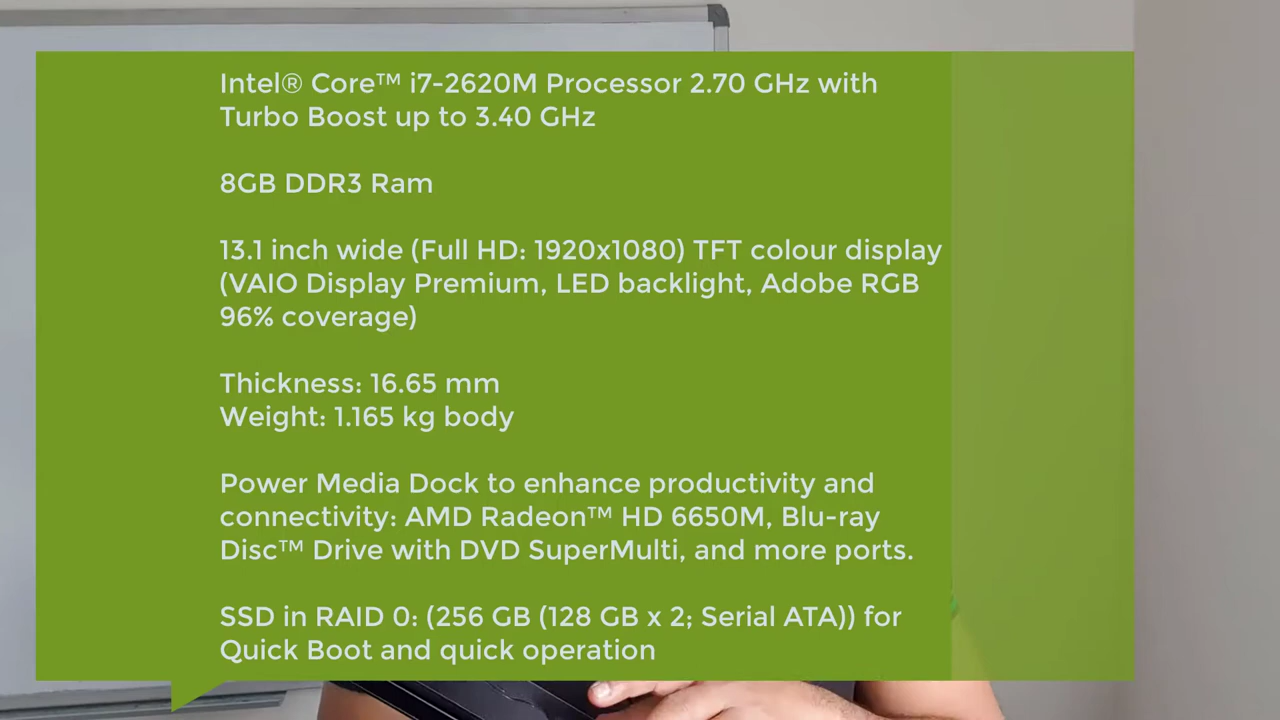 Intel® Core™ i7-2620M Processor 2.70 GHz with
Turbo Boost up to 3.40 GHz
8GB DDR3 Ram
13.1 inch wide (Full HD: 1920x1080) TFT colour display
(VAIO Display Premium, LED backlight, Adobe RGB
96% coverage)
Thickness: 16.65 mm
Weight: 1.165 kg body
Power Media Dock to enhance productivity and
connectivity: AMD Radeon™ HD 6650M, Blu-ray
Disc™ Drive with DVD SuperMulti, and more ports.
SSD in RAID 0: (256 GB (128 GB x 2; Serial ATA)) for
Quick Boot and quick operation